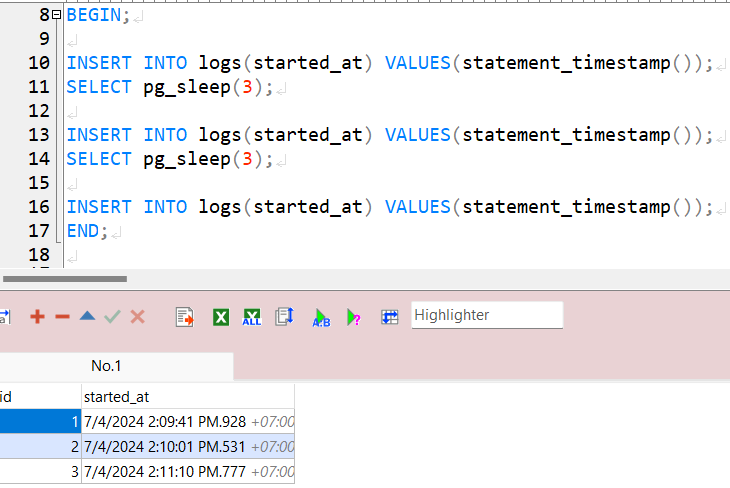 8 BEGIN;
9
10 INSERT INTO logs(started_at) VALUES(statement_timestamp());
11 SELECT pg_sleep(3);
12
13 INSERT INTO logs(started_at) VALUES(statement_timestamp());
14 SELECT pg_sleep(3);
15
16 INSERT INTO logs(started_at) VALUES(statement_timestamp());
17 END;
18
ALL A.B ? Highlighter
No.1
id started_at
1 7/4/2024 2:09:41 PM.928 +07:00
2 7/4/2024 2:10:01 PM.531 +07:00
3 7/4/2024 2:11:10 PM.777 +07:00